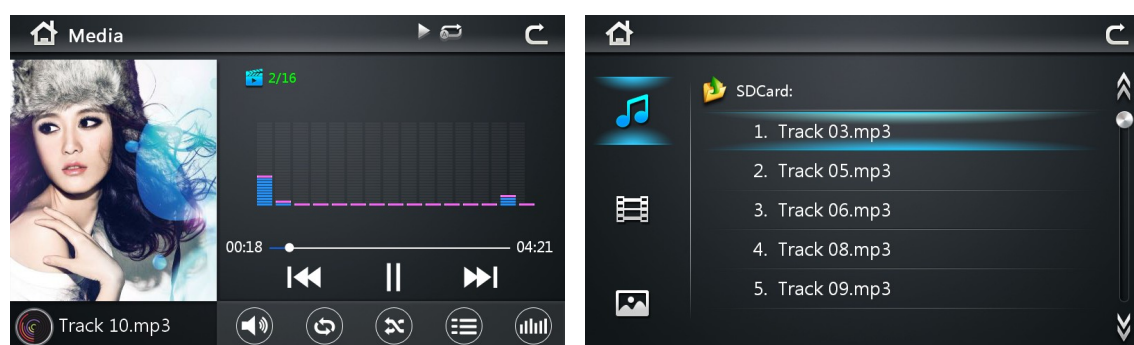 Media
2/16
00:18
04:21
Track 10.mp3
SDCard:
1. Track 03.mp3
2. Track 05.mp3
3. Track 06.mp3
4. Track 08.mp3
5. Track 09.mp3